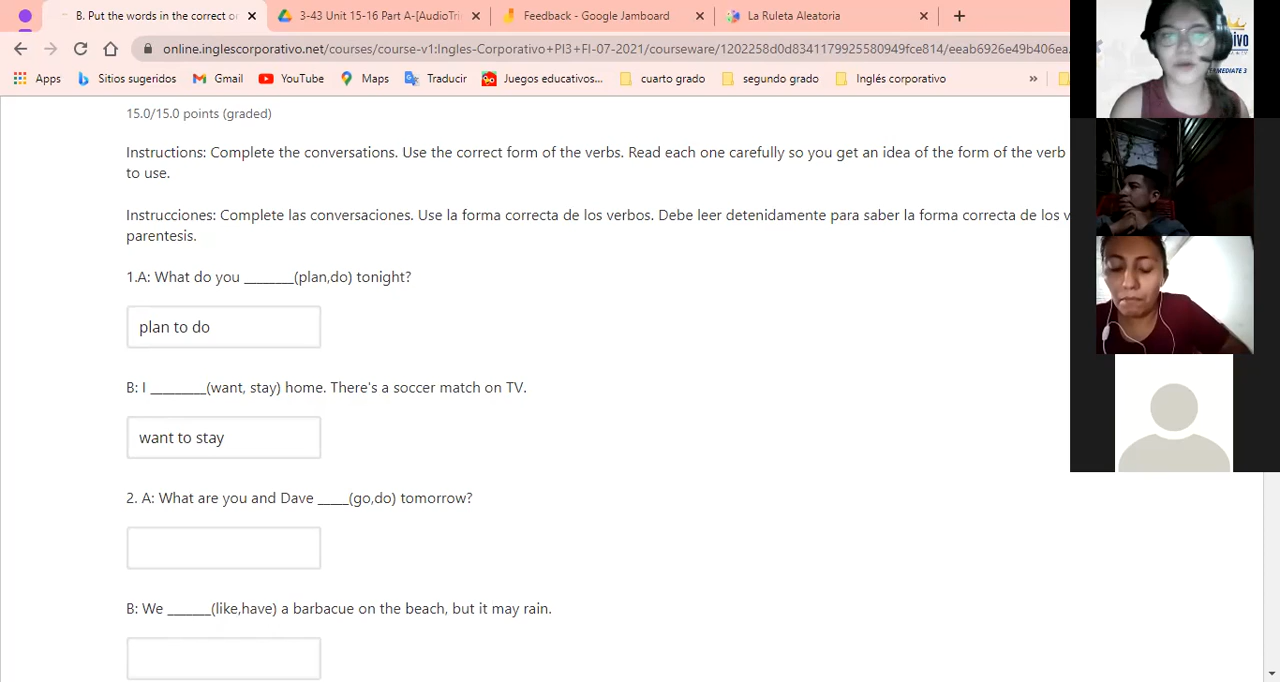 B. Put the words in the correct o
3-43 Unit 15-16 Part A-[AudioTri
Feedback - Google Jamboard
La Ruleta Aleatoria
online.inglescorporativo.net/courses/course-v1:Ingles-Corporativo+PI3+FI-07-2021/courseware/1202258d0d8341179925580949fce814/eeab6926e49b406ea
Apps
Sitios sugeridos
Gmail
YouTube
Maps
Traducir
Juegos educativos...
cuarto grado
segundo grado
Inglés corporativo
»
ivo
ERMEDIATE 3
15.0/15.0 points (graded)
Instructions: Complete the conversations. Use the correct form of the verbs. Read each one carefully so you get an idea of the form of the verb
to use.
Instrucciones: Complete las conversaciones. Use la forma correcta de los verbos. Debe leer detenidamente para saber la forma correcta de los v
parentesis.
1.A: What do you _______(plan,do) tonight?
plan to do
B: I ________(want, stay) home. There's a soccer match on TV.
want to stay
2. A: What are you and Dave ____(go,do) tomorrow?
B: We ______(like,have) a barbacue on the beach, but it may rain.